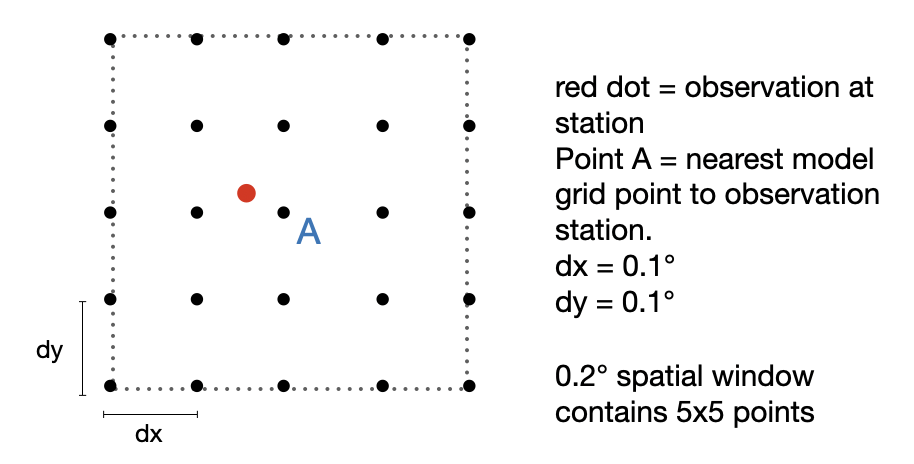 A
dy
dx
red dot = observation at
station
Point A = nearest model
grid point to observation
station.
dx = 0.1°
dy = 0.1°
0.2° spatial window
contains 5x5 points